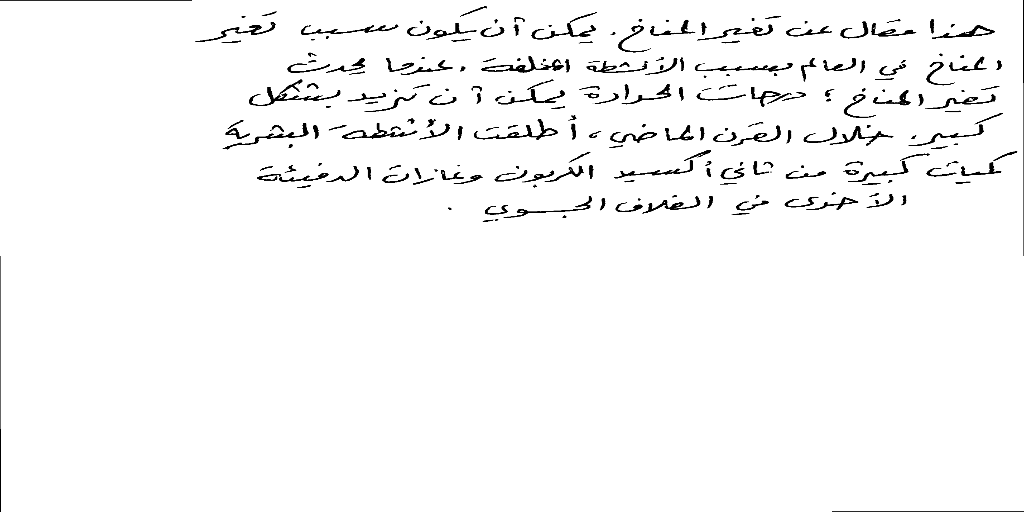 هذا مقال عن تغير المناخ. يمكن أن يكون سبب تغير
المناخ في العالم بسبب الأنشطة المختلفة. عندما يحدث
تغير المناخ؛ درجات الحرارة يمكن أن تزيد بشكل
كبير. خلال القرن الماضي، أطلقت الأنشطة البشرية
كميات كبيرة من ثاني أكسيد الكربون وغازات الدفيئة
الأخرى في الغلاف الجوي.